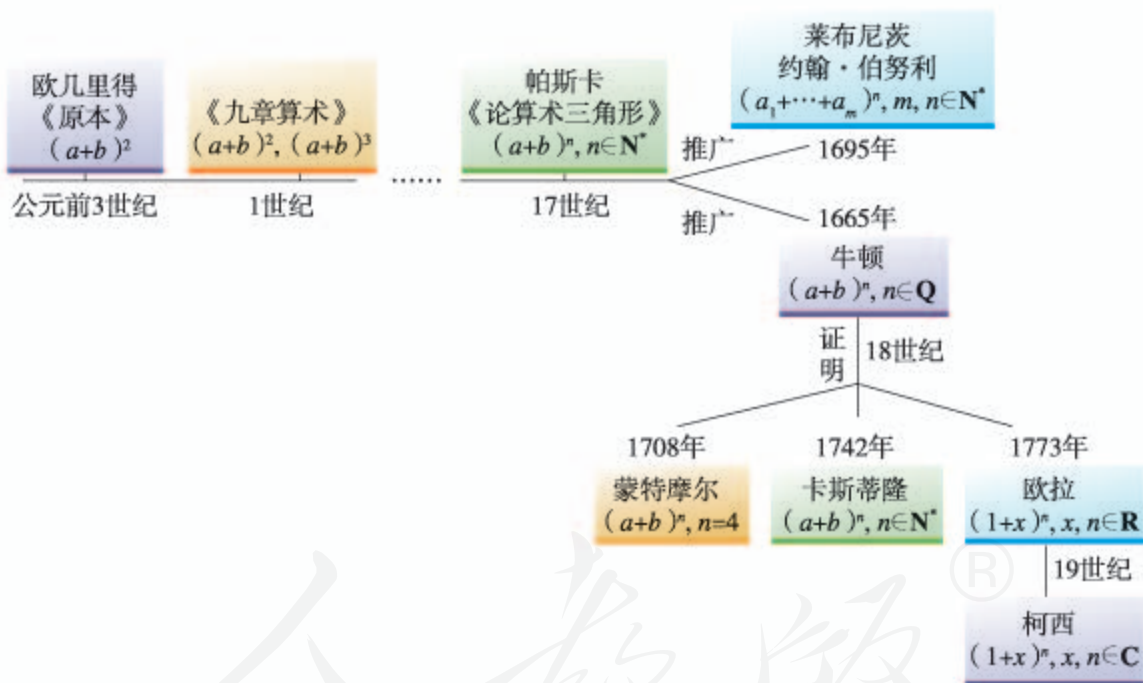 欧几里得
《原本》
(a+b)²
公元前3世纪
《九章算术》
(a+b)², (a+b)³
1世纪
……
帕斯卡
《论算术三角形》
(a+b)ⁿ, n∈N*
17世纪
推广
莱布尼茨
约翰·伯努利
(a₁+···+aₘ)ⁿ, m, n∈N*
1695年
推广
1665年
牛顿
(a+b)ⁿ, n∈Q
证明
18世纪
1708年
蒙特摩尔
(a+b)ⁿ, n=4
1742年
卡斯蒂隆
(a+b)ⁿ, n∈N*
1773年
欧拉
(1+x)ⁿ, x, n∈R
19世纪
柯西
(1+x)ⁿ, x, n∈C
人教版®